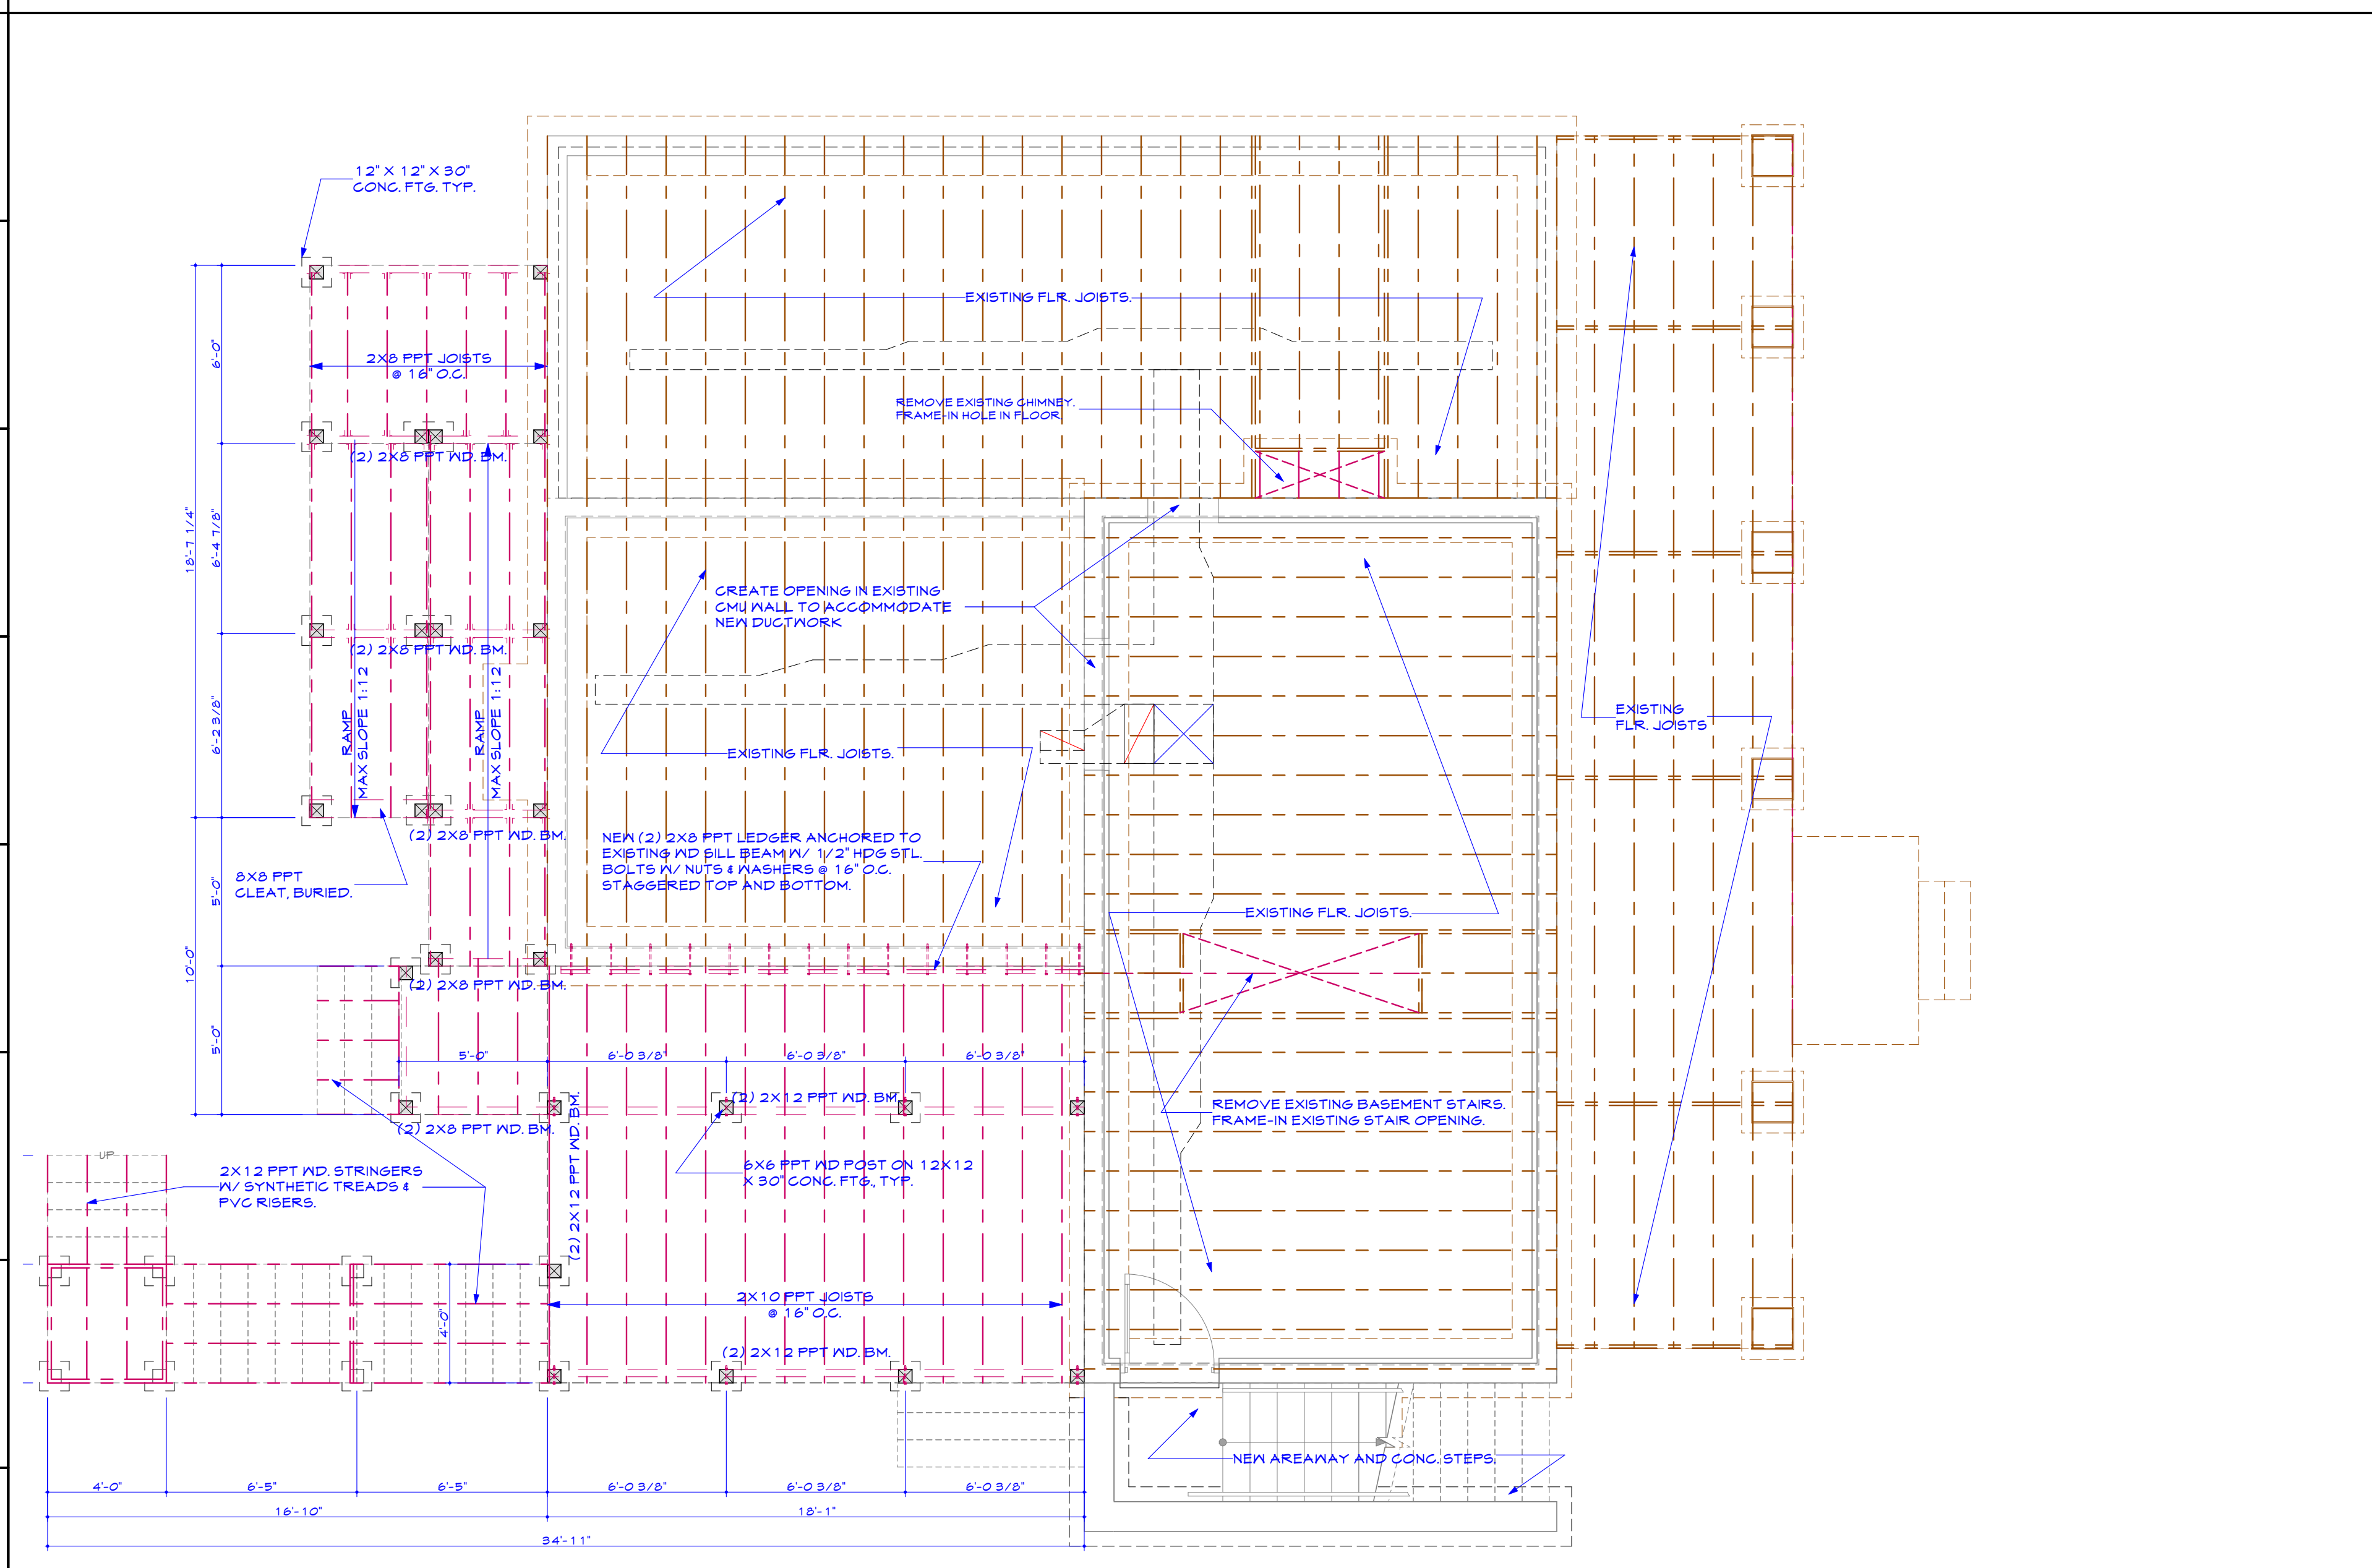 12" X 12" X 30"
CONC. FTG. TYP.
EXISTING FLR. JOISTS.
6'-0"
2X8 PPT JOISTS
@ 16" O.C.
REMOVE EXISTING CHIMNEY.
FRAME-IN HOLE IN FLOOR.
(2) 2X8 PPT WD. BM.
18'-7 1/4"
6'-4 7/8"
CREATE OPENING IN EXISTING
CMU WALL TO ACCOMMODATE
NEW DUCTWORK
(2) 2X8 PPT WD. BM.
RAMP
MAX SLOPE 1:12
RAMP
MAX SLOPE 1:12
6'-2 3/8"
EXISTING
FLR. JOISTS
EXISTING FLR. JOISTS.
(2) 2X8 PPT WD. BM.
NEW (2) 2X8 PPT LEDGER ANCHORED TO
EXISTING WD SILL BEAM W/ 1/2" HDG STL.
BOLTS W/ NUTS & WASHERS @ 16" O.C.
STAGGERED TOP AND BOTTOM.
8X8 PPT
CLEAT, BURIED.
5'-0"
EXISTING FLR. JOISTS.
10'-0"
(2) 2X8 PPT WD. BM.
5'-0"
5'-0"
6'-0 3/8"
6'-0 3/8"
6'-0 3/8"
(2) 2X12 PPT WD. BM.
(2) 2X8 PPT WD. BM.
(2) 2X12 PPT WD. BM.
REMOVE EXISTING BASEMENT STAIRS.
FRAME-IN EXISTING STAIR OPENING.
UP
2X12 PPT WD. STRINGERS
W/ SYNTHETIC TREADS &
PVC RISERS.
6X6 PPT WD POST ON 12X12
X 30" CONC. FTG., TYP.
4'-0"
2X10 PPT JOISTS
@ 16" O.C.
(2) 2X12 PPT WD. BM.
NEW AREAWAY AND CONC. STEPS.
4'-0"
6'-5"
6'-5"
6'-0 3/8"
6'-0 3/8"
6'-0 3/8"
16'-10"
18'-1"
34'-11"